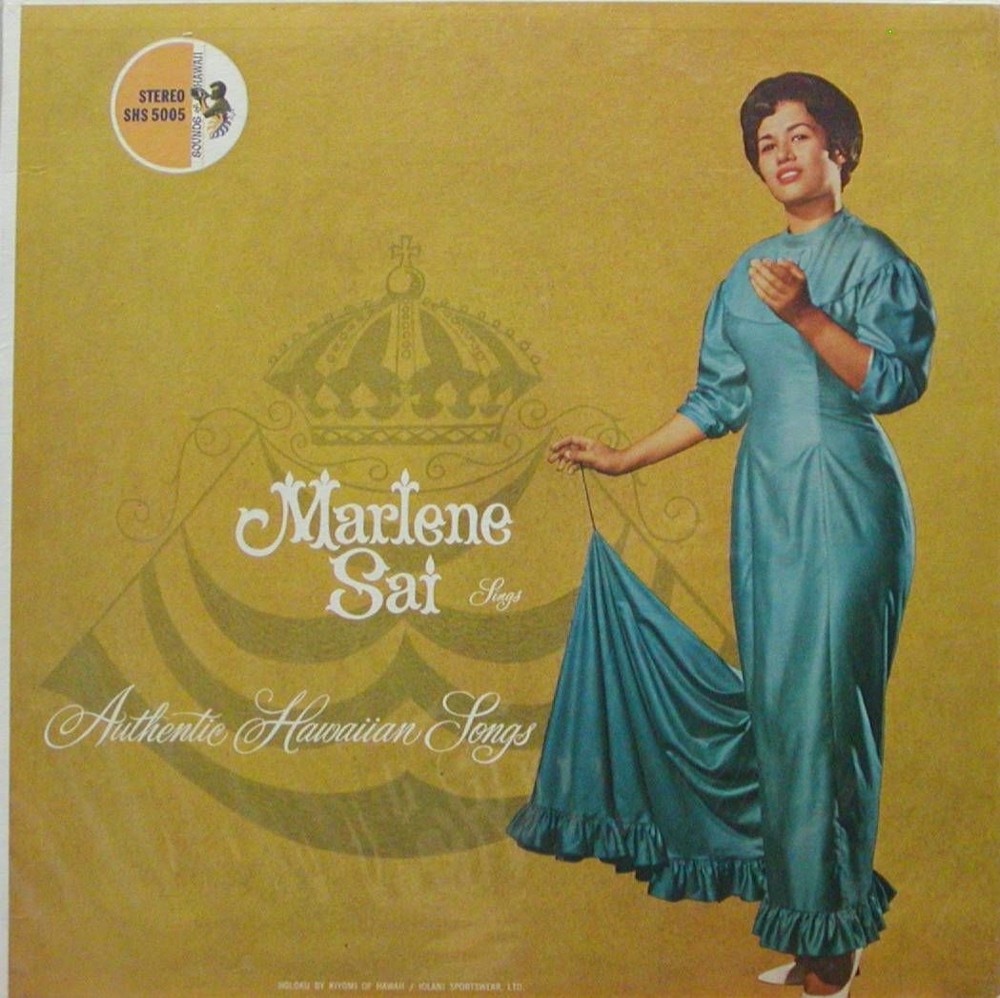 STEREO
SHS 5005
SOUNDS of HAWAII
Marlene
Sai Sings
Authentic Hawaiian Songs
HOLOKU BY KIYOMI OF HAWAII / IOLANI SPORTSWEAR, LTD.